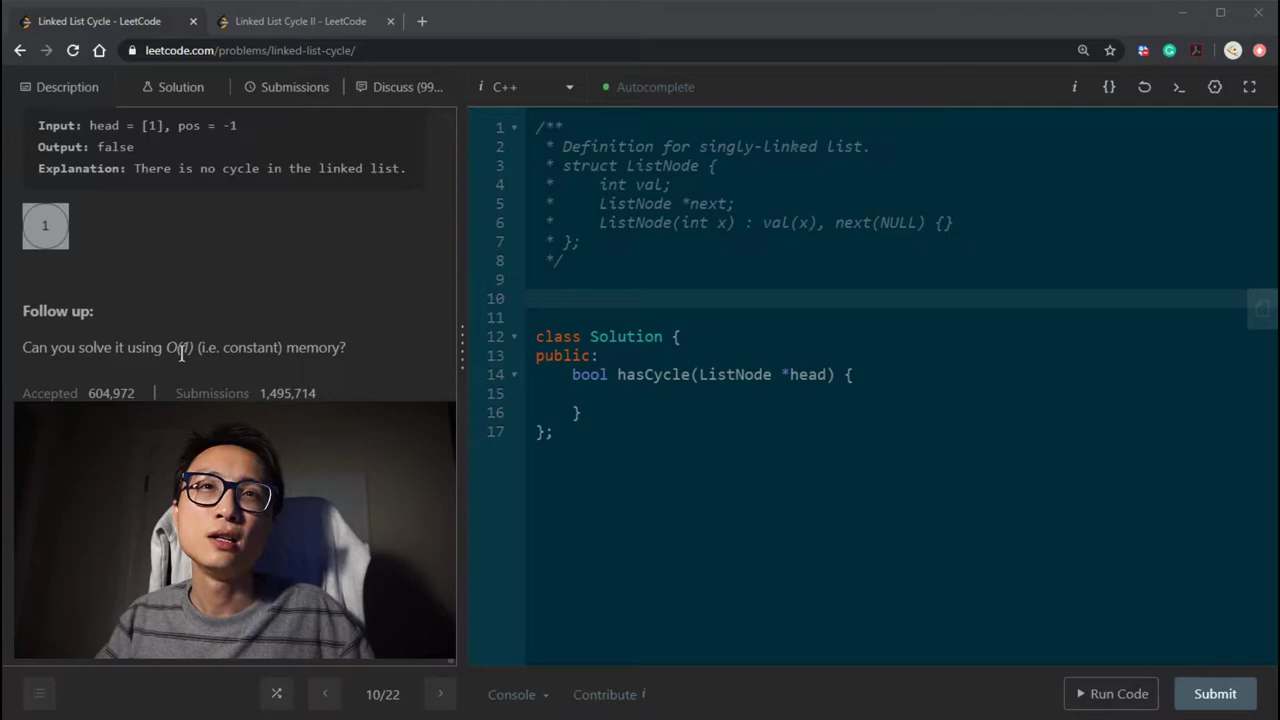 Linked List Cycle - LeetCode
Linked List Cycle II - LeetCode
leetcode.com/problems/linked-list-cycle/
Description
Solution
Submissions
Discuss (99...
i C++
Autocomplete
Input: head = [1], pos = -1
Output: false
Explanation: There is no cycle in the linked list.
1
Follow up:
Can you solve it using O(1) (i.e. constant) memory?
Accepted 604,972 | Submissions 1,495,714
1 /**
2 * Definition for singly-linked list.
3 * struct ListNode {
4 *     int val;
5 *     ListNode *next;
6 *     ListNode(int x) : val(x), next(NULL) {}
7 * };
8 */
9
10
11
12 class Solution {
13 public:
14     bool hasCycle(ListNode *head) {
15
16     }
17 };
10/22
Console
Contribute i
Run Code
Submit